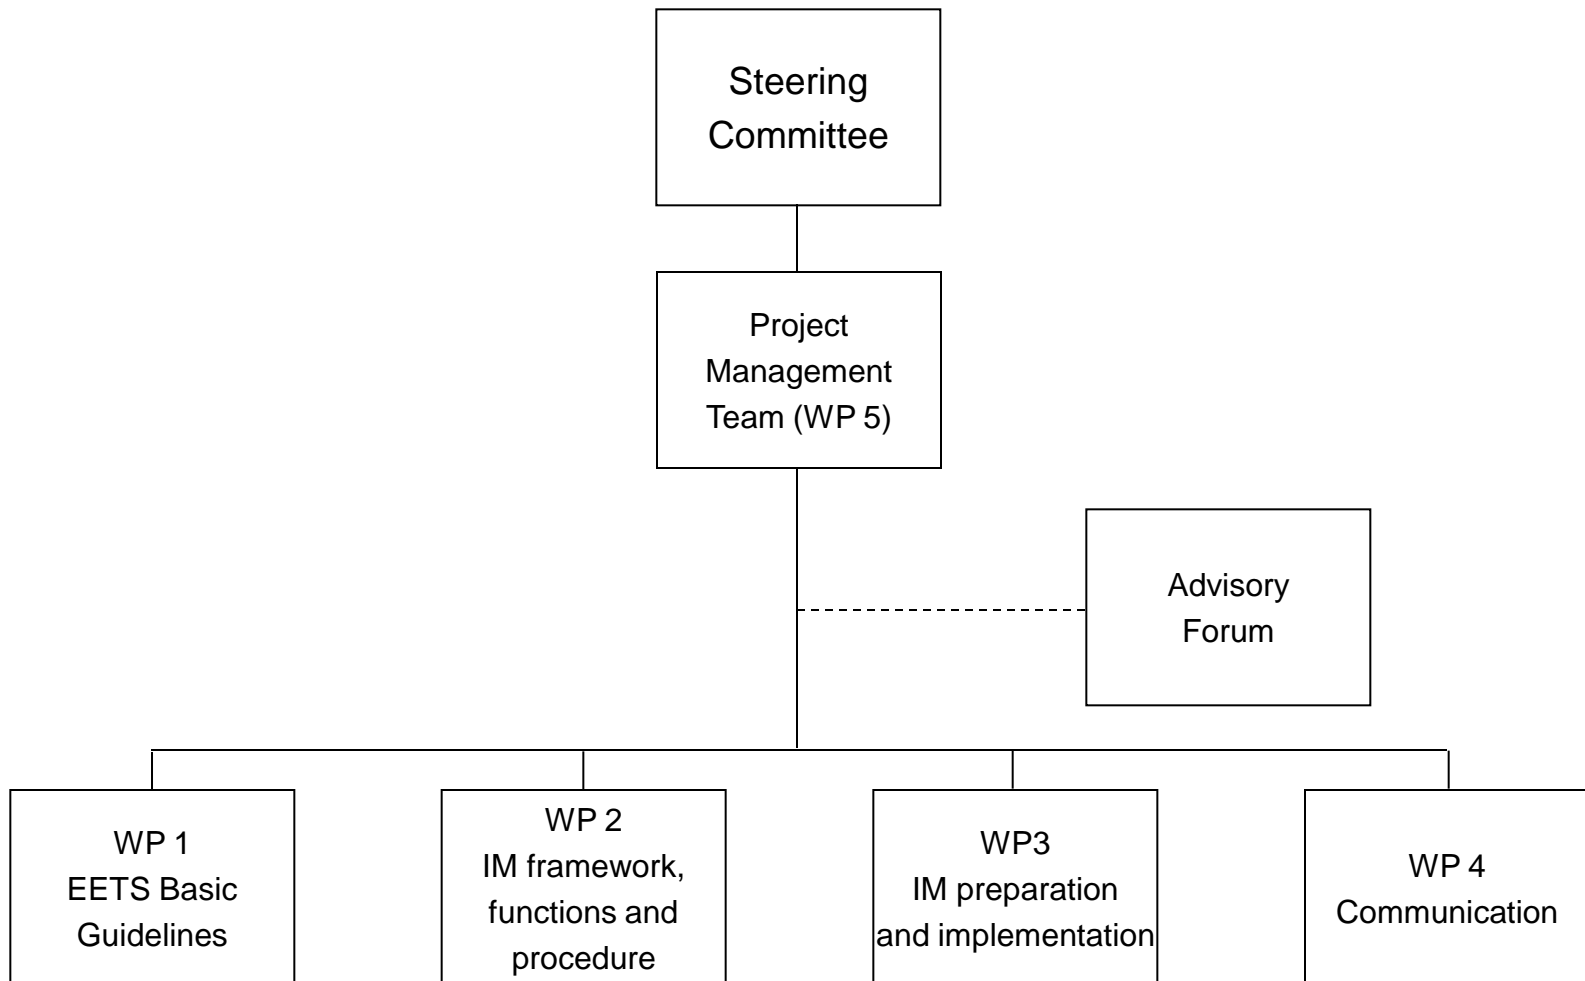 Steering
Committee
Project
Management
Team (WP 5)
Advisory
Forum
WP 1
EETS Basic
Guidelines
WP 2
IM framework,
functions and
procedure
WP3
IM preparation
and implementation
WP 4
Communication